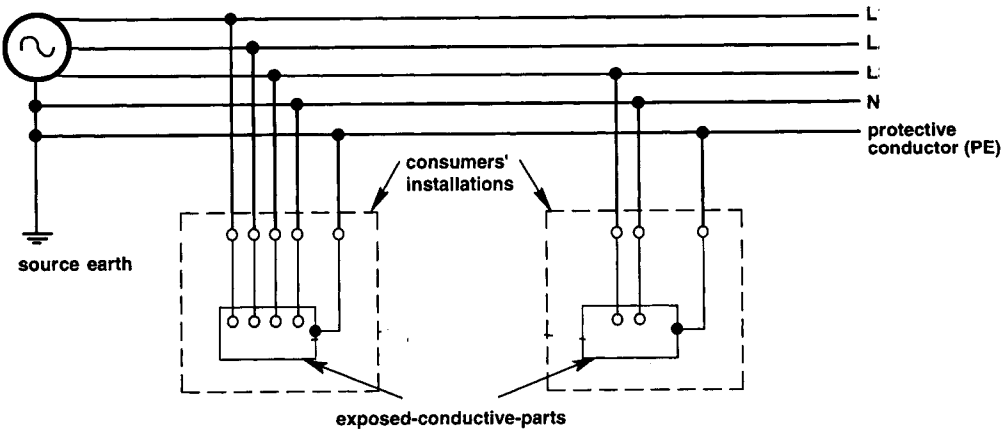 L
L
L
N
protective
conductor (PE)
consumers'
installations
source earth
exposed-conductive-parts